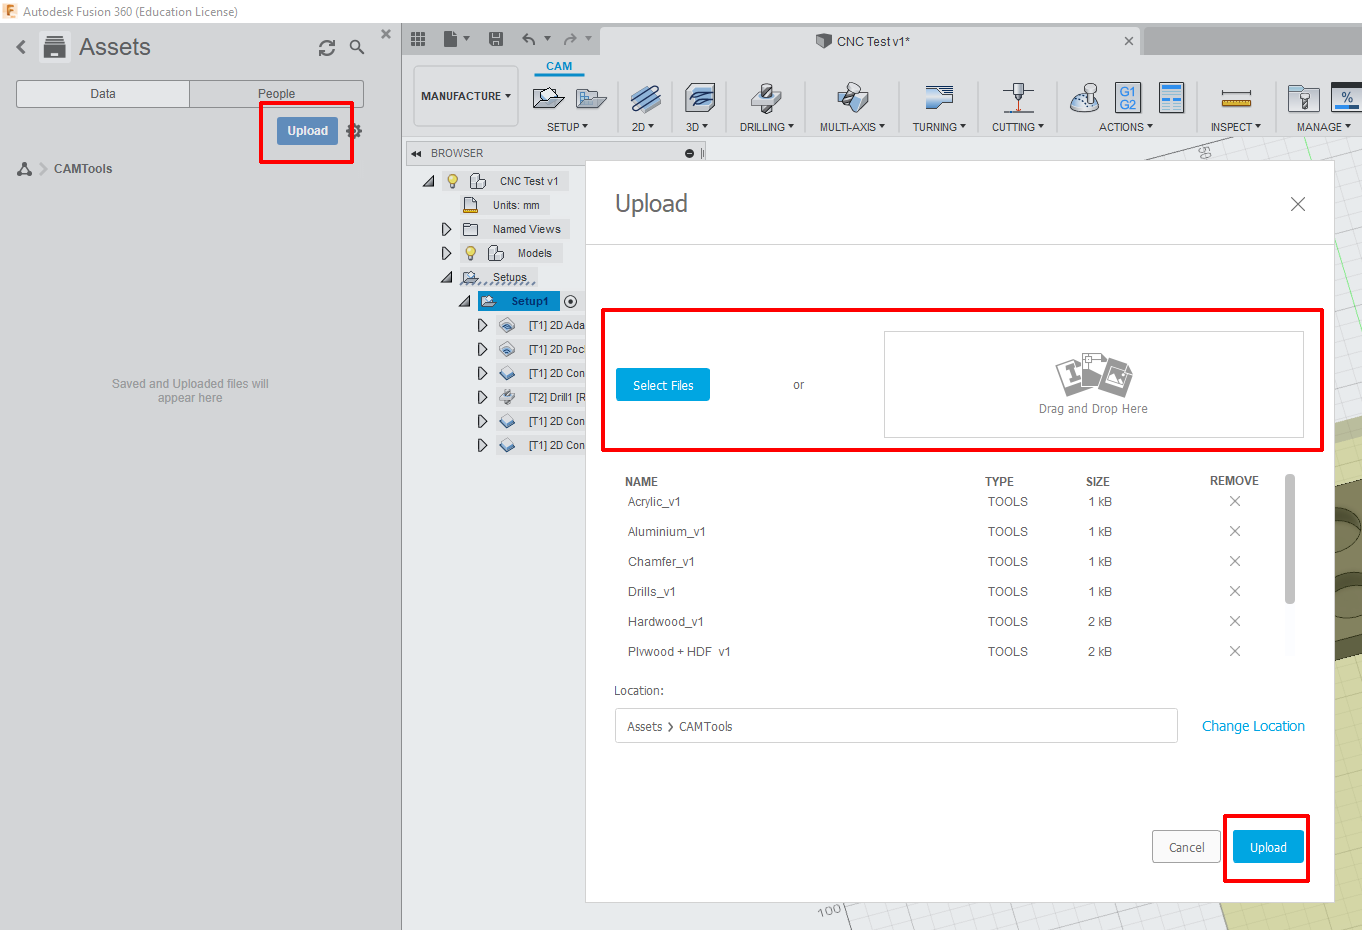 Autodesk Fusion 360 (Education License)
Assets
Data
People
Upload
CAMTools
Saved and Uploaded files will
appear here
CNC Test v1*
MANUFACTURE
CAM
SETUP
2D
3D
DRILLING
MULTI-AXIS
TURNING
CUTTING
G1
G2
ACTIONS
INSPECT
%
MANAGE
BROWSER
CNC Test v1
Units: mm
Named Views
Models
Setups
Setup1
[T1] 2D Ada
[T1] 2D Poc
[T1] 2D Con
[T2] Drill1 [R
[T1] 2D Con
[T1] 2D Con
50
Upload
Select Files
or
Drag and Drop Here
NAME TYPE SIZE REMOVE
Acrylic_v1 TOOLS 1 kB
Aluminium_v1 TOOLS 1 kB
Chamfer_v1 TOOLS 1 kB
Drills_v1 TOOLS 1 kB
Hardwood_v1 TOOLS 2 kB
Plywood + HDF_v1 TOOLS 2 kB
Location:
Assets > CAMTools
Change Location
Cancel
Upload
100